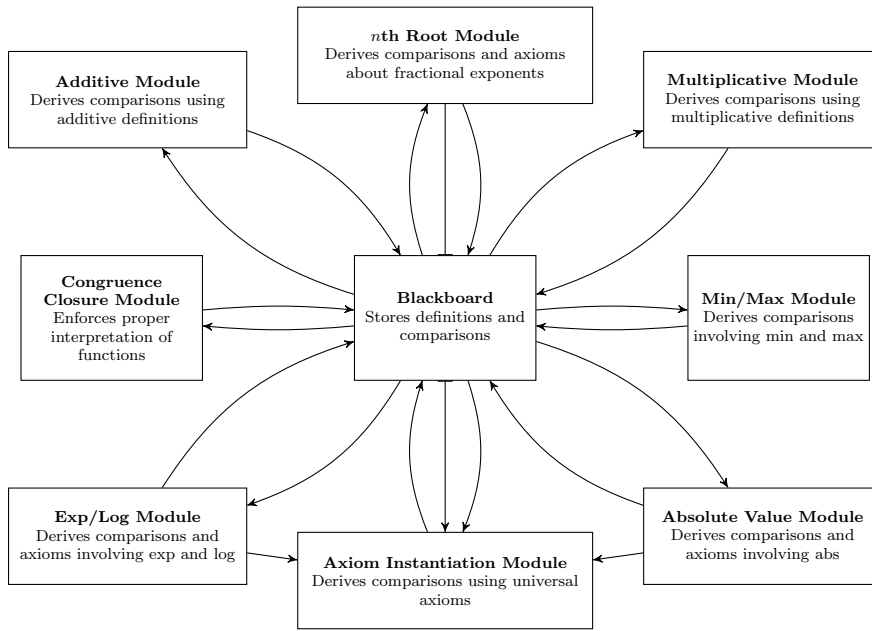 nth Root Module
Derives comparisons and axioms
about fractional exponents
Additive Module
Derives comparisons using
additive definitions
Multiplicative Module
Derives comparisons using
multiplicative definitions
Congruence
Closure Module
Enforces proper
interpretation of
functions
Blackboard
Stores definitions and
comparisons
Min/Max Module
Derives comparisons
involving min and max
Exp/Log Module
Derives comparisons and
axioms involving exp and log
Axiom Instantiation Module
Derives comparisons using universal
axioms
Absolute Value Module
Derives comparisons and
axioms involving abs